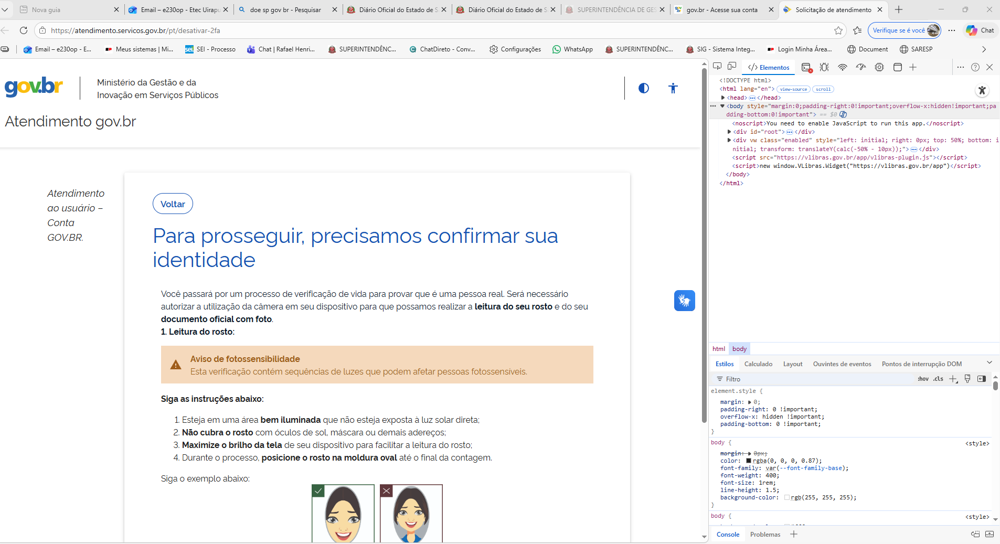 Nova guia
Email – e230op - Etec Uirapu
doe sp gov br - Pesquisar
Diário Oficial do Estado de S
Diário Oficial do Estado de S
SUPERINTENDÊNCIA DE GES
gov.br - Acesse sua conta
Solicitação de atendimento
https://atendimento.servicos.gov.br/pt/desativar-2fa
Verifique se é você
Chat
Email – e230op - E...
Meus sistemas | Mi...
SEI - Processo
Chat | Rafael Henri...
SUPERINTENDÊNC...
ChatDireto - Conv...
Configurações
WhatsApp
SUPERINTENDÊNC...
SIG - Sistema Integ...
Login Minha Área...
Document
SARESP
gov.br
Ministério da Gestão e da
Inovação em Serviços Públicos
Atendimento gov.br
Atendimento
ao usuário –
Conta
GOV.BR.
Voltar
Para prosseguir, precisamos confirmar sua
identidade
Você passará por um processo de verificação de vida para provar que é uma pessoa real. Será necessário
autorizar a utilização da câmera em seu dispositivo para que possamos realizar a leitura do seu rosto e do seu
documento oficial com foto.
1. Leitura do rosto:
Aviso de fotossensibilidade
Esta verificação contém sequências de luzes que podem afetar pessoas fotossensíveis.
Siga as instruções abaixo:
1. Esteja em uma área bem iluminada que não esteja exposta à luz solar direta;
2. Não cubra o rosto com óculos de sol, máscara ou demais adereços;
3. Maximize o brilho da tela de seu dispositivo para facilitar a leitura do rosto;
4. Durante o processo, posicione o rosto na moldura oval até o final da contagem.
Siga o exemplo abaixo:
</> Elementos
<!DOCTYPE html>
<html lang="en"> view-source scroll
<head> ... </head>
<body style="margin:0;padding-right:0!important;overflow-x:hidden!important;pa
dding-bottom:0!important"> == $0
<noscript>You need to enable JavaScript to run this app.</noscript>
<div id="root"> ... </div>
<div vw class="enabled" style="left: initial; right: 0px; top: 50%; bottom: i
nitial; transform: translateY(calc(-50% - 10px));"> ... </div>
<script src="https://vlibras.gov.br/app/vlibras-plugin.js"></script>
<script>new window.VLibras.Widget("https://vlibras.gov.br/app")</script>
</body>
</html>
html body
Estilos Calculado Layout Ouvintes de eventos Pontos de interrupção DOM
Filtro :hov .cls
element.style {
margin: 0;
padding-right: 0 !important;
overflow-x: hidden !important;
padding-bottom: 0 !important;
}
body { <style>
margin: 0px;
color: rgba(0, 0, 0, 0.87);
font-family: var(--font-family-base);
font-weight: 400;
font-size: 1rem;
line-height: 1.5;
background-color: rgb(255, 255, 255);
}
body { <style>
Console Problemas